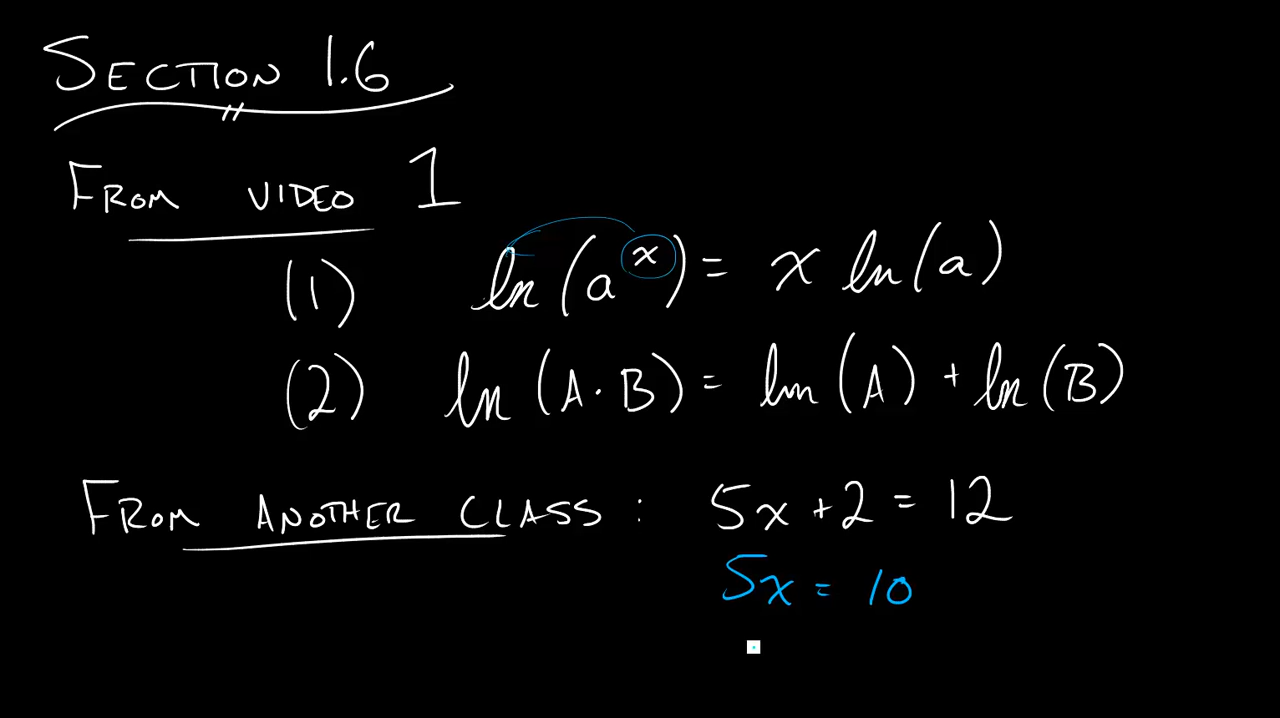 SECTION 1.6
FROM VIDEO 1
(1) ln(a^x) = x ln(a)
(2) ln(A·B) = ln(A) + ln(B)
FROM ANOTHER CLASS: 5x + 2 = 12
5x = 10